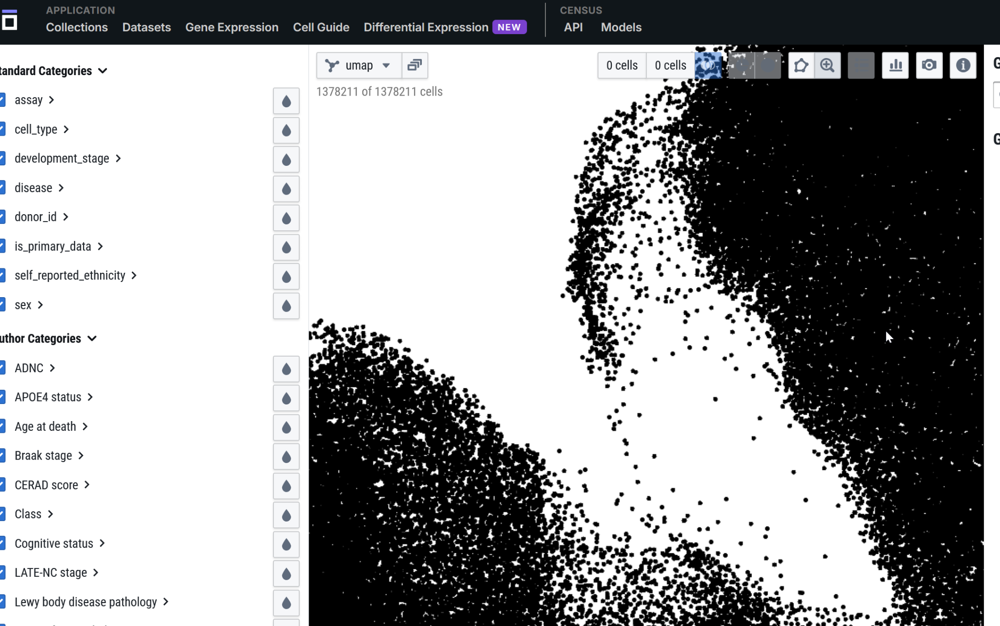 APPLICATION
Collections Datasets Gene Expression Cell Guide Differential Expression NEW
CENSUS
API Models
tandard Categories
assay
cell_type
development_stage
disease
donor_id
is_primary_data
self_reported_ethnicity
sex
uthor Categories
ADNC
APOE4 status
Age at death
Braak stage
CERAD score
Class
Cognitive status
LATE-NC stage
Lewy body disease pathology
umap
1378211 of 1378211 cells
0 cells 0 cells
G
G